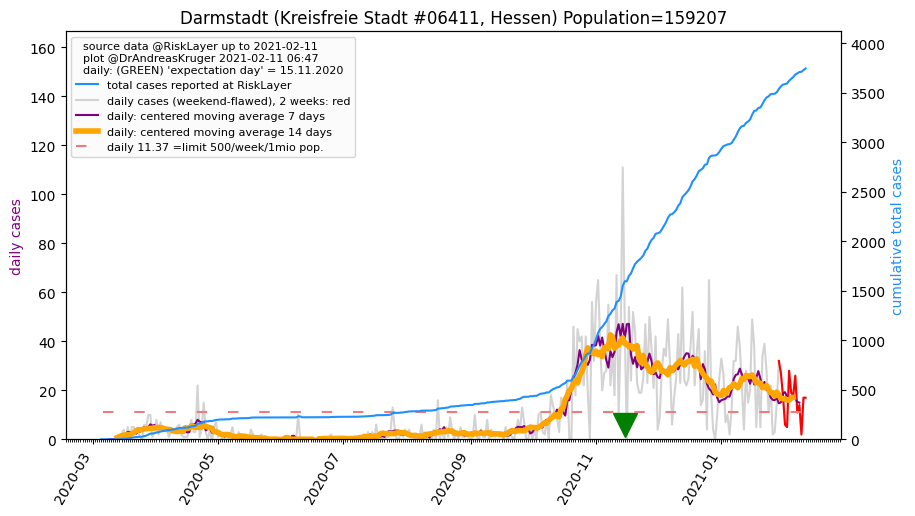 Darmstadt (Kreisfreie Stadt #06411, Hessen) Population=159207
source data @RiskLayer up to 2021-02-11
plot @DrAndreasKruger 2021-02-11 06:47
daily: (GREEN) 'expectation day' = 15.11.2020
total cases reported at RiskLayer
daily cases (weekend-flawed), 2 weeks: red
daily: centered moving average 7 days
daily: centered moving average 14 days
daily 11.37 =limit 500/week/1mio pop.
daily cases
160
140
120
100
80
60
40
20
0
cumulative total cases
4000
3500
3000
2500
2000
1500
1000
500
0
2020-03
2020-05
2020-07
2020-09
2020-11
2021-01